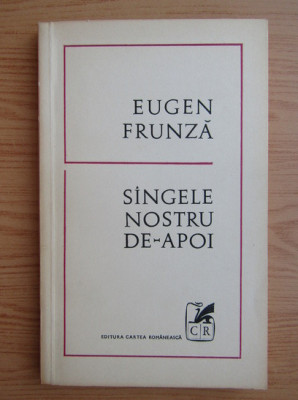 EUGEN
FRUNZĂ
SÎNGELE
NOSTRU
DE-APOI
CR
EDITURA CARTEA ROMÂNEASCĂ